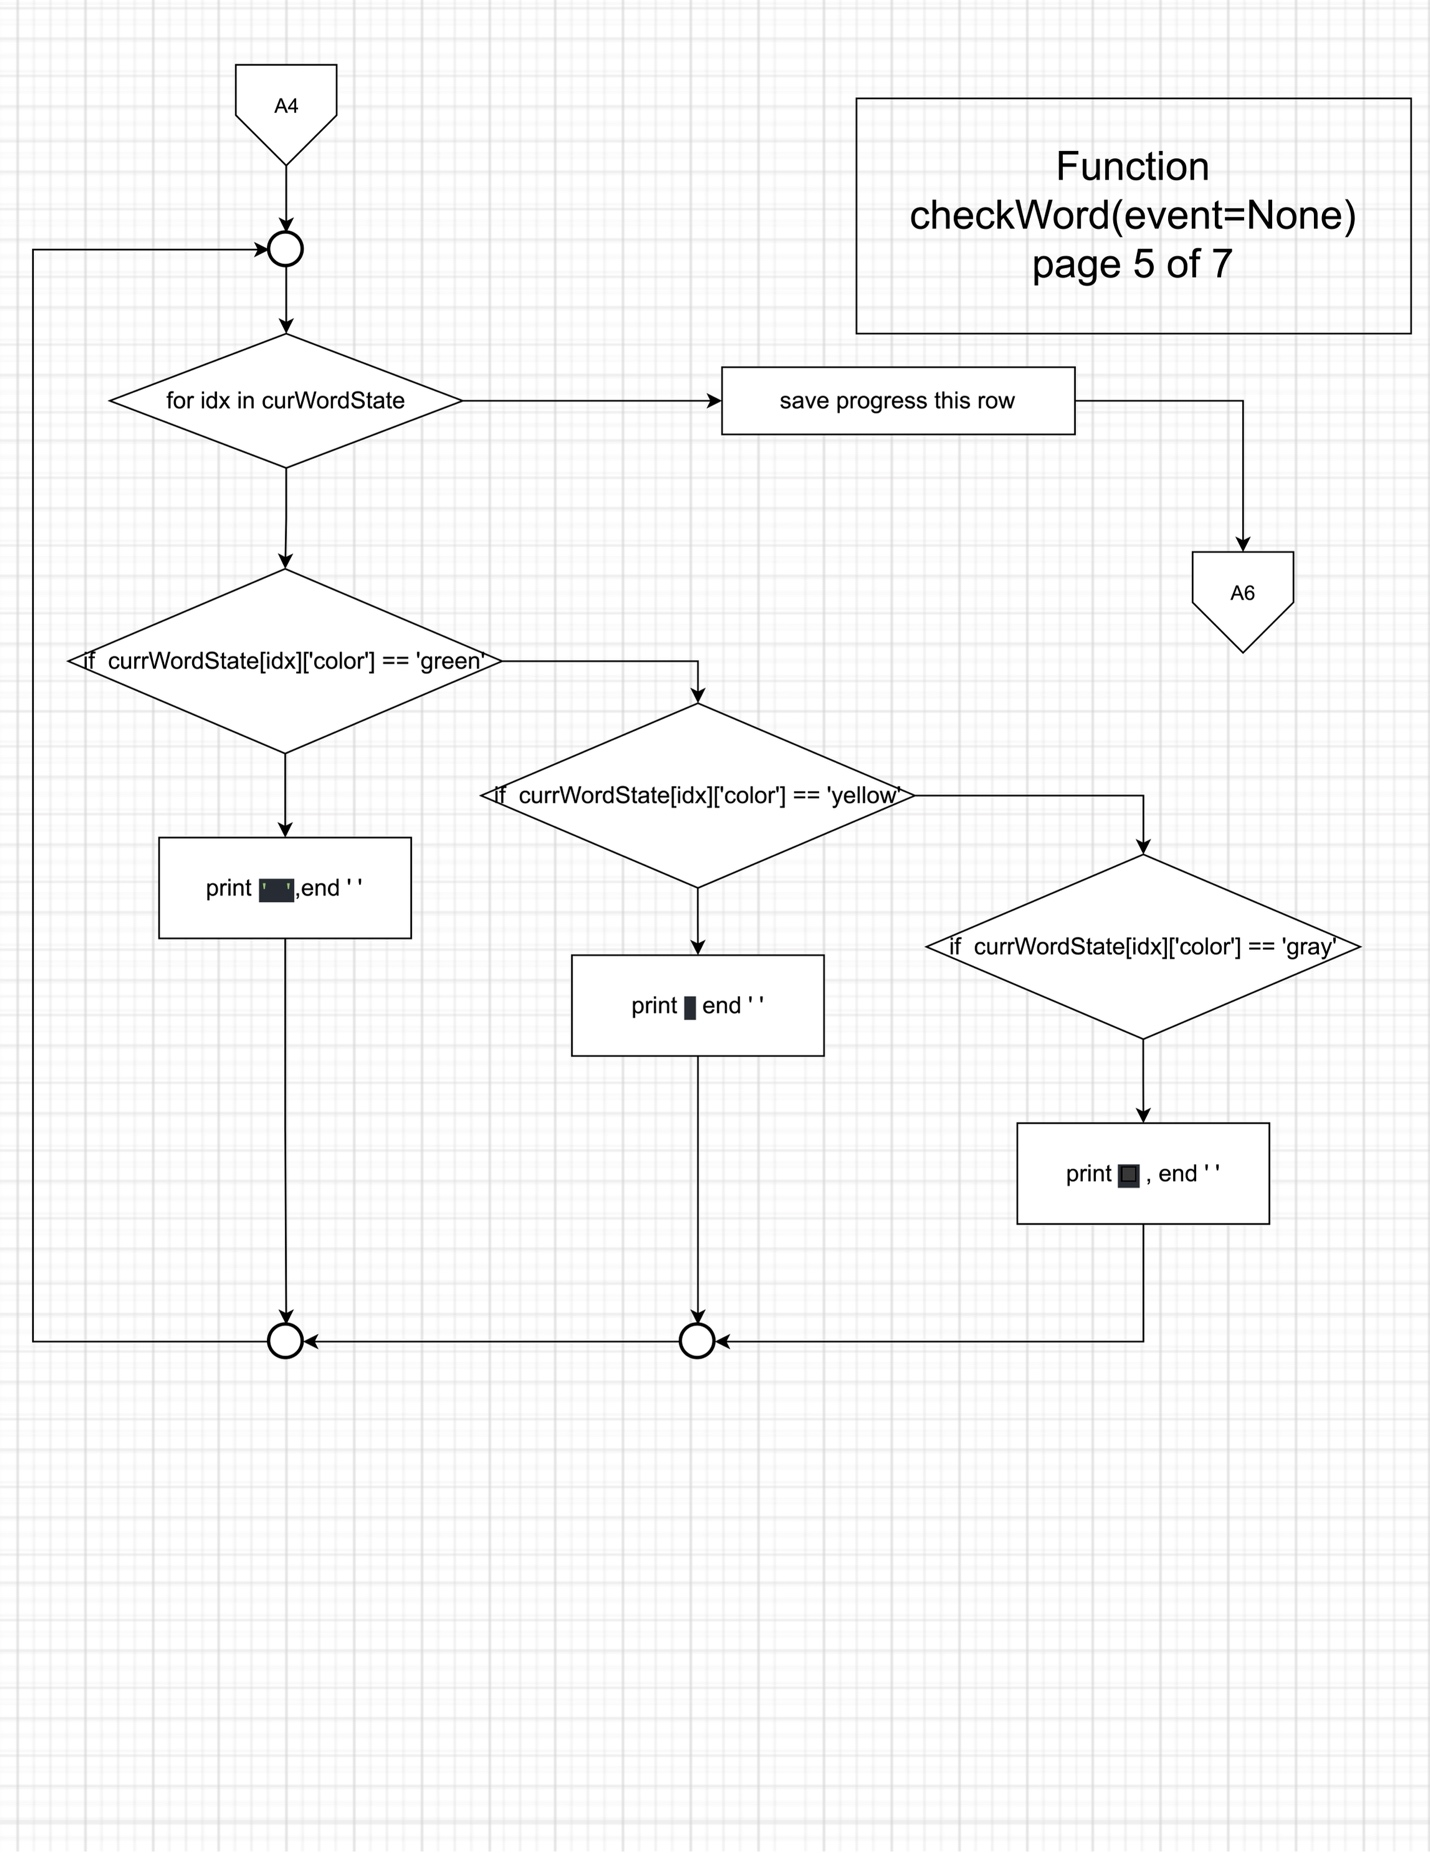 A4
Function
checkWord(event=None)
page 5 of 7
for idx in curWordState
save progress this row
A6
if  currWordState[idx]['color'] == 'green'
if  currWordState[idx]['color'] == 'yellow'
print ' ',end ' '
if  currWordState[idx]['color'] == 'gray'
print end ' '
print , end ' '